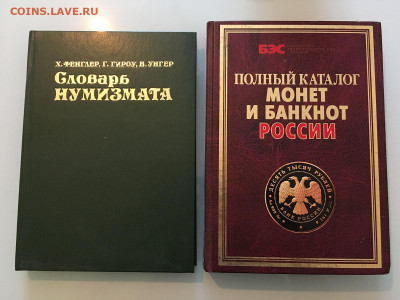 COINS.LAVE.RU
Х. ФЕНГЛЕР, Г. ГИРОУ, В. УНГЕР
Словарь
НУМИЗМАТА
БЭС
ПОЛНЫЙ КАТАЛОГ
МОНЕТ
И БАНКНОТ
РОССИИ
ДЕСЯТЬ ТЫСЯЧ РУБЛЕЙ
БАНК РОССИИ